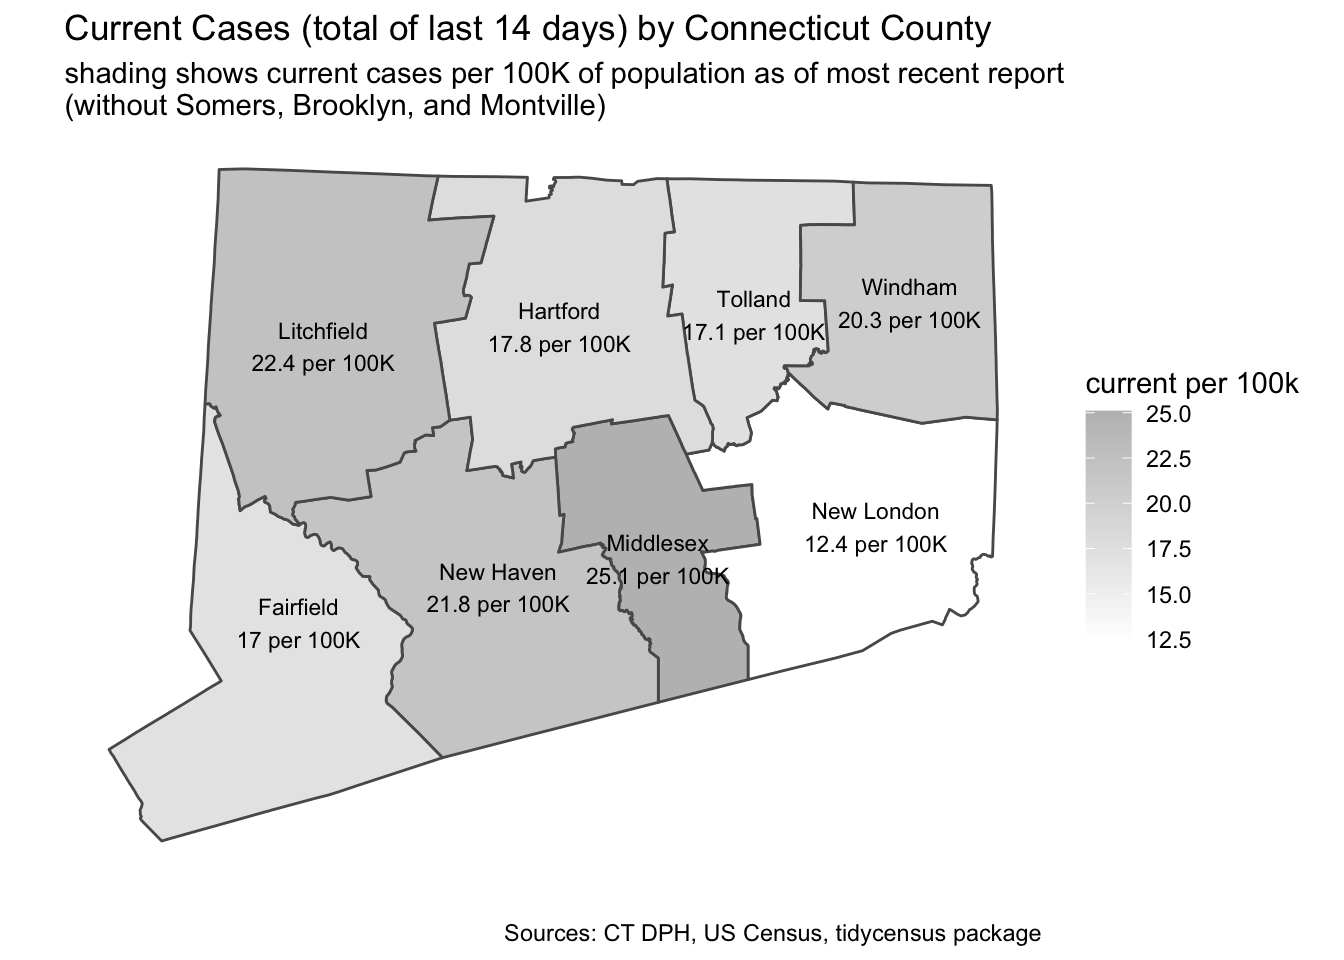 Current Cases (total of last 14 days) by Connecticut County
shading shows current cases per 100K of population as of most recent report
(without Somers, Brooklyn, and Montville)
Litchfield
22.4 per 100K
Hartford
17.8 per 100K
Tolland
17.1 per 100K
Windham
20.3 per 100K
New London
12.4 per 100K
Middlesex
25.1 per 100K
New Haven
21.8 per 100K
Fairfield
17 per 100K
current per 100k
25.0
22.5
20.0
17.5
15.0
12.5
Sources: CT DPH, US Census, tidycensus package